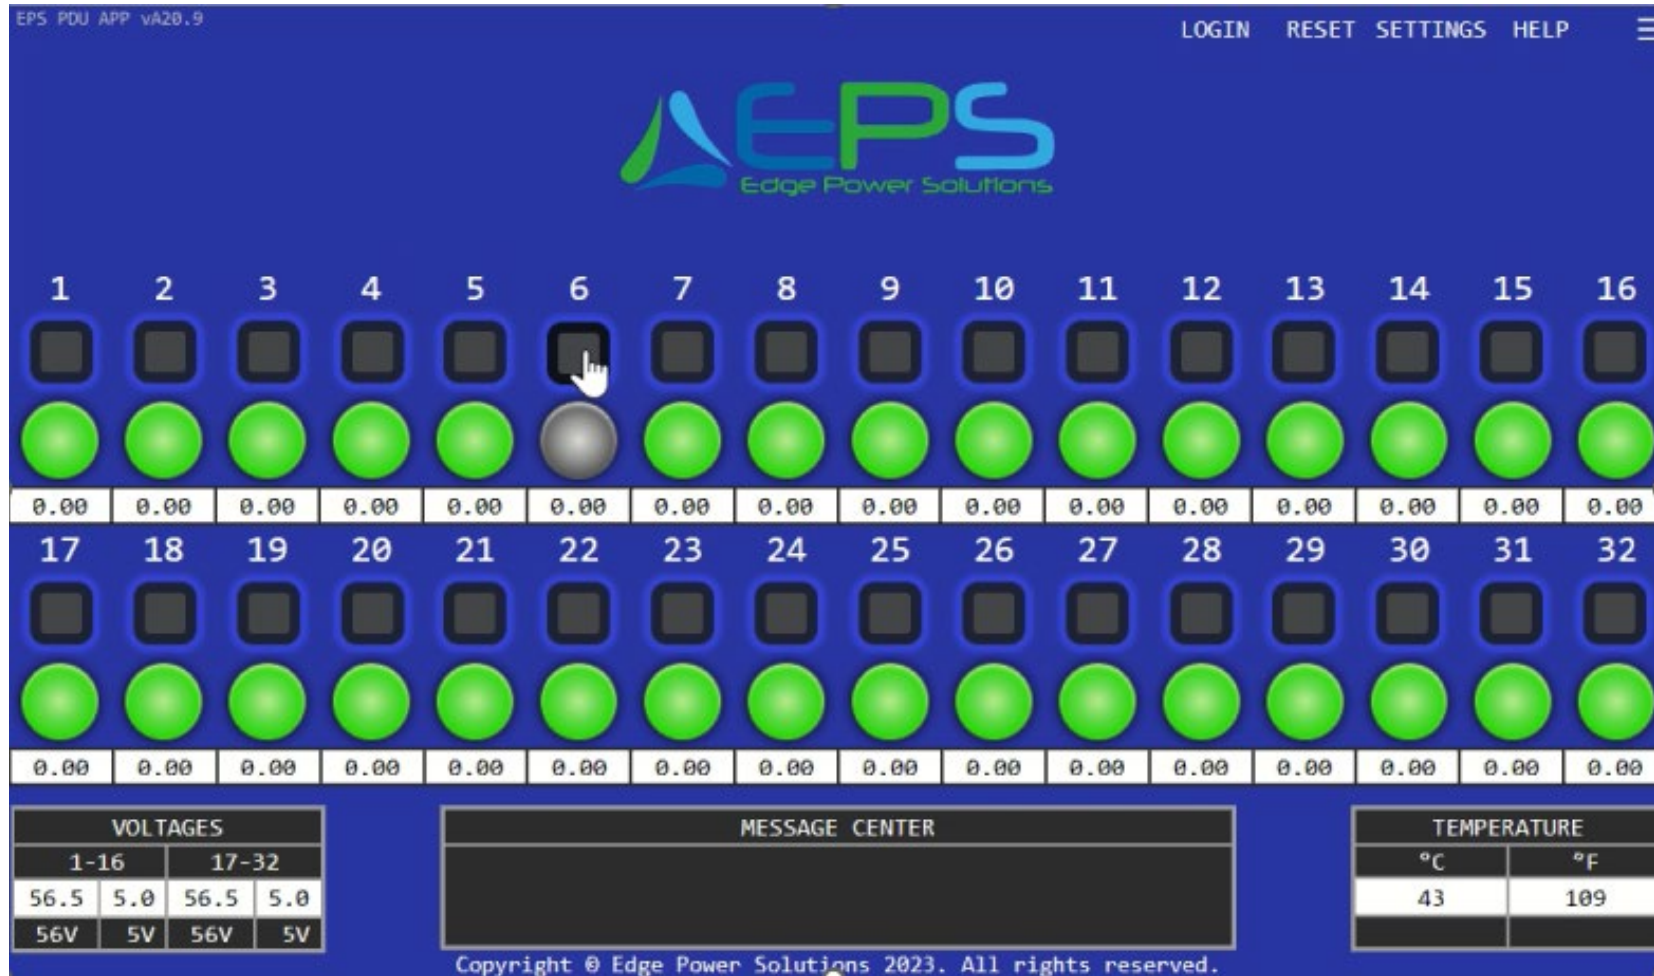 EPS PDU APP vA20.9
LOGIN RESET SETTINGS HELP
EPS
Edge Power Solutions
1 2 3 4 5 6 7 8 9 10 11 12 13 14 15 16
0.00 0.00 0.00 0.00 0.00 0.00 0.00 0.00 0.00 0.00 0.00 0.00 0.00 0.00 0.00 0.00
17 18 19 20 21 22 23 24 25 26 27 28 29 30 31 32
0.00 0.00 0.00 0.00 0.00 0.00 0.00 0.00 0.00 0.00 0.00 0.00 0.00 0.00 0.00 0.00
VOLTAGES
1-16 17-32
56.5 5.0 56.5 5.0
56V 5V 56V 5V
MESSAGE CENTER
TEMPERATURE
°C °F
43 109
Copyright © Edge Power Solutions 2023. All rights reserved.